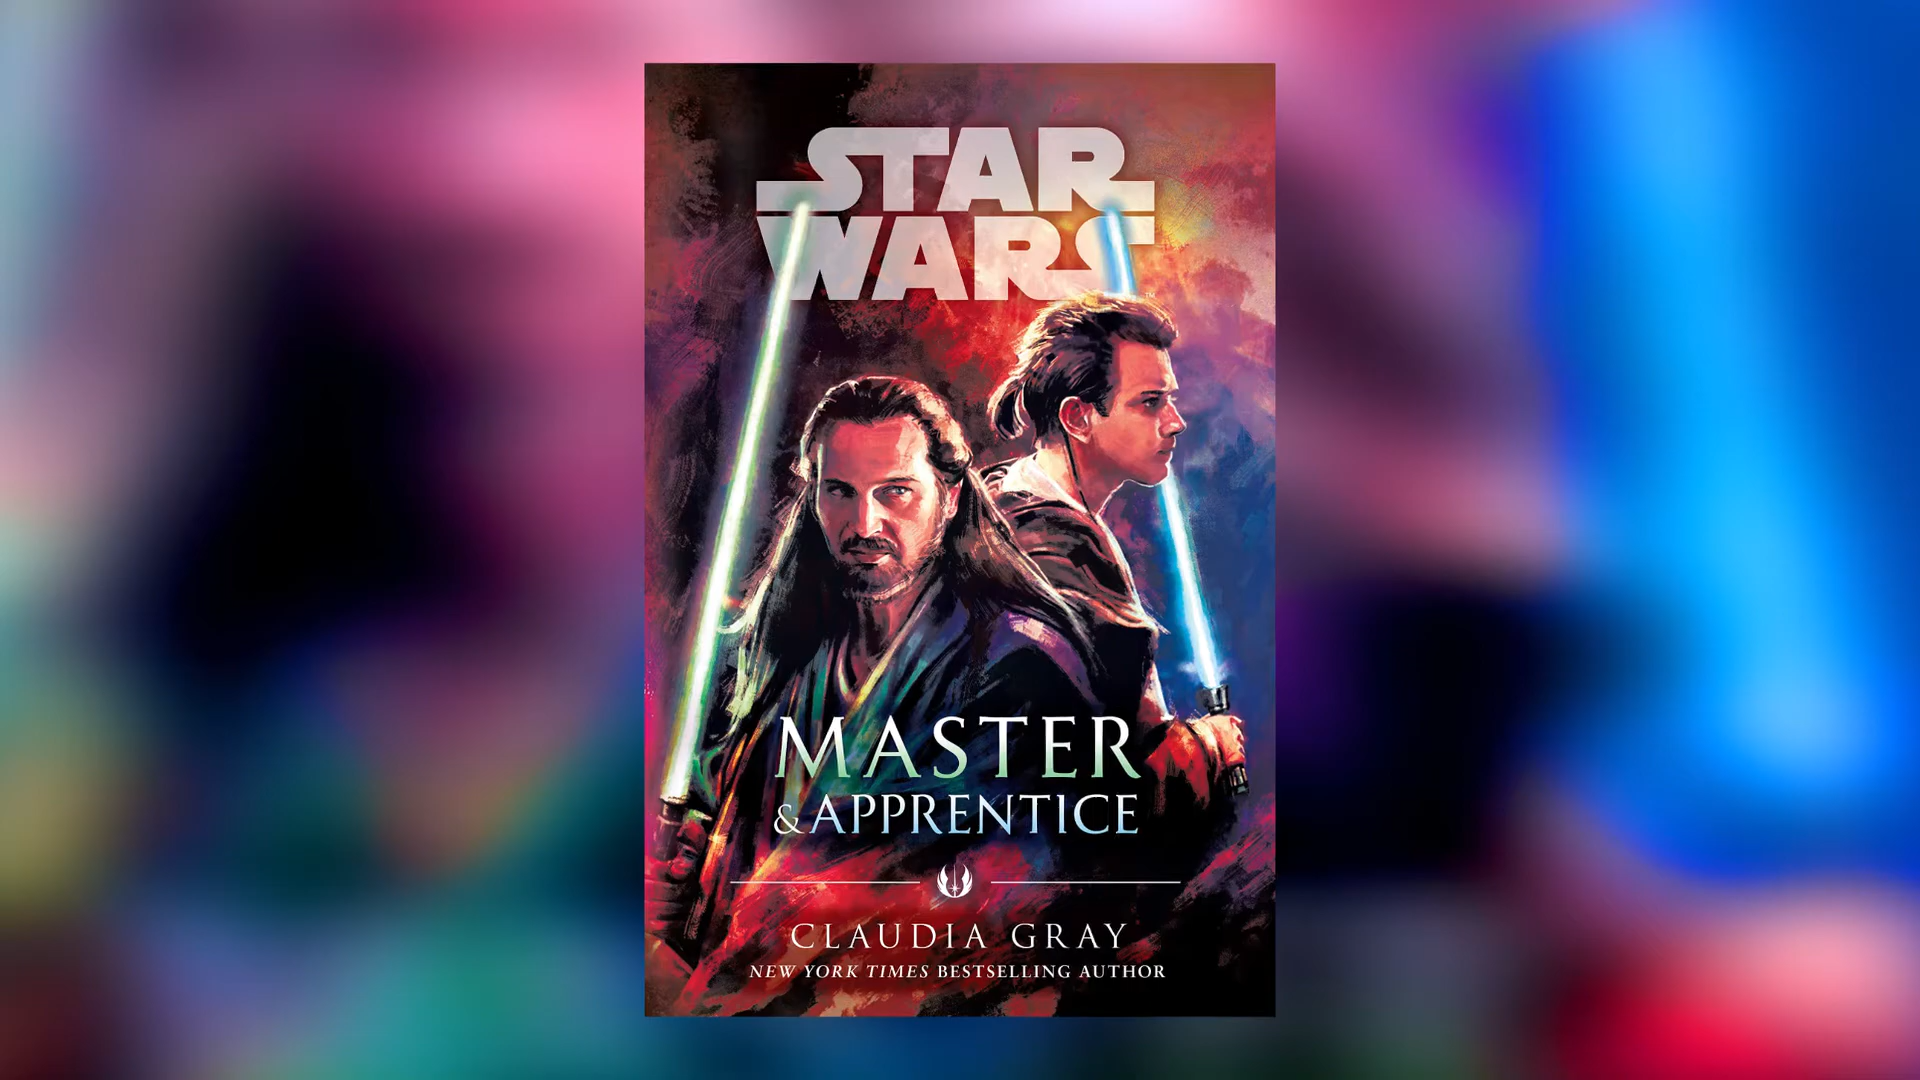 STAR
WARS
MASTER
& APPRENTICE
CLAUDIA GRAY
NEW YORK TIMES BESTSELLING AUTHOR